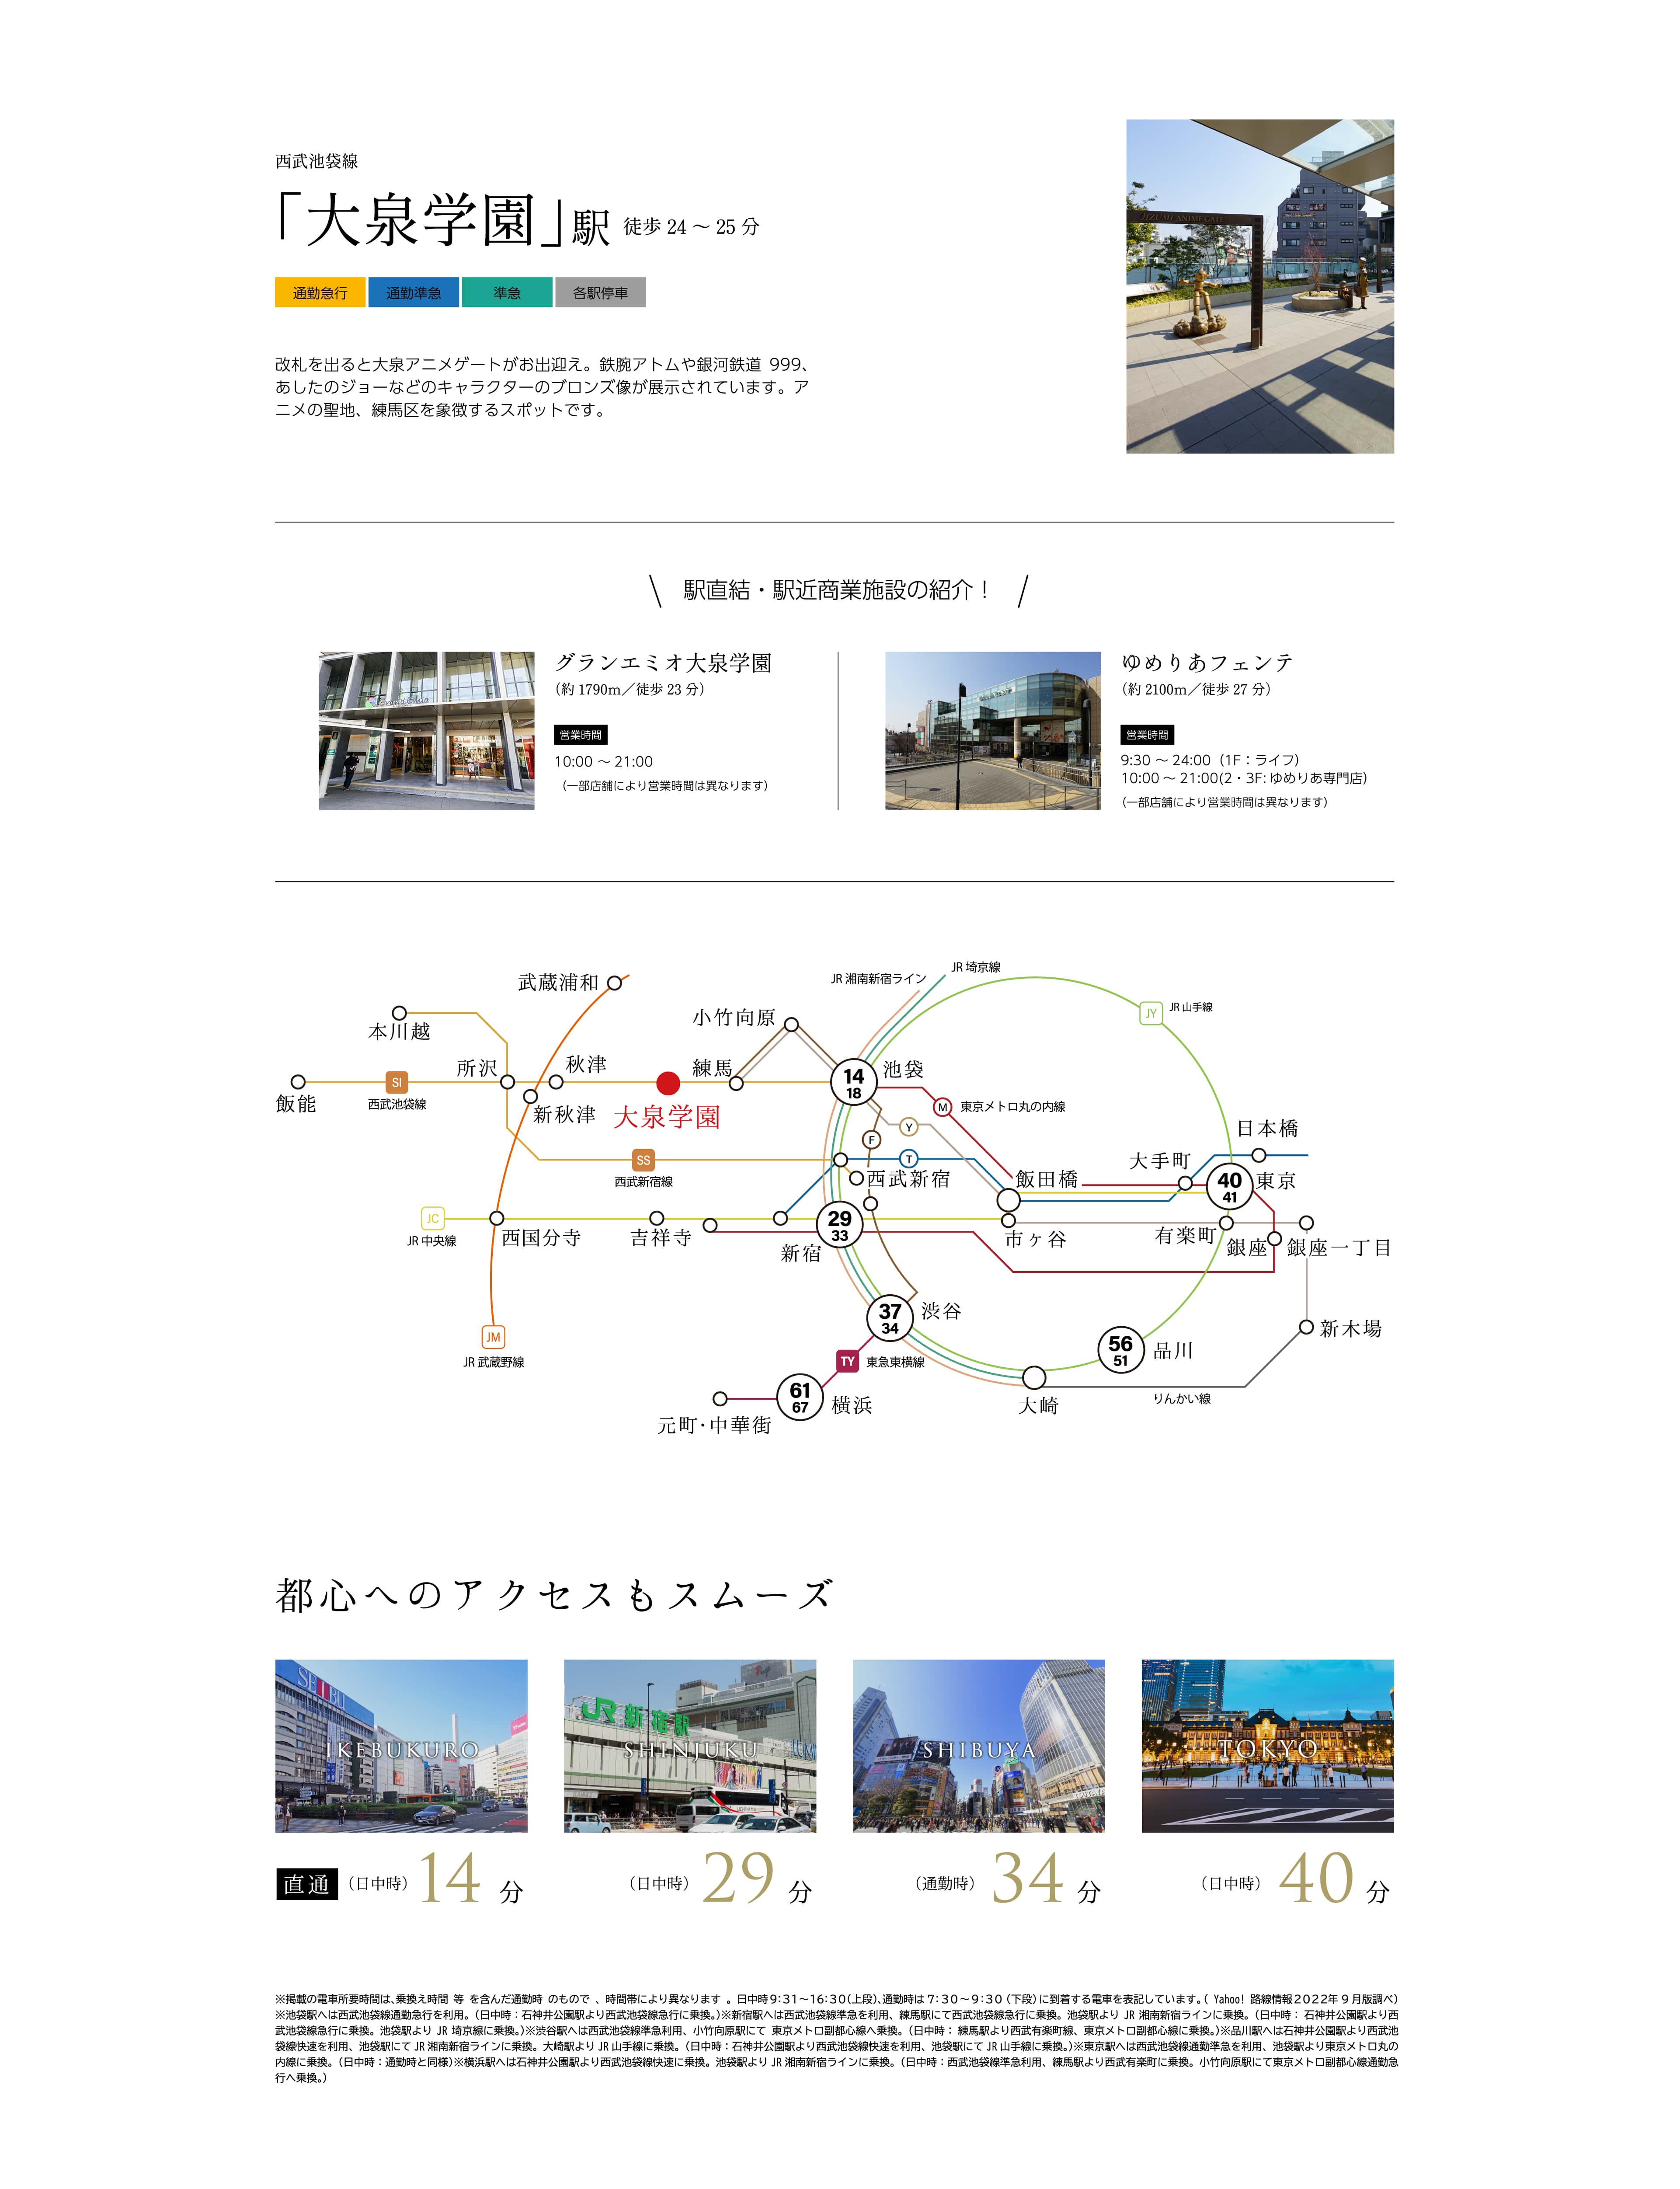 西武池袋線
「大泉学園」駅 徒歩 24 ～ 25 分
通勤急行 通勤準急 準急 各駅停車
改札を出ると大泉アニメゲートがお出迎え。鉄腕アトムや銀河鉄道 999、
あしたのジョーなどのキャラクターのブロンズ像が展示されています。ア
ニメの聖地、練馬区を象徴するスポットです。
駅直結・駅近商業施設の紹介！
グランエミオ大泉学園
（約 1790m／徒歩 23 分）
営業時間
10:00 ～ 21:00
（一部店舗により営業時間は異なります）
ゆめりあフェンテ
（約 2100m／徒歩 27 分）
営業時間
9:30 ～ 24:00（1F：ライフ）
10:00 ～ 21:00(2・3F: ゆめりあ専門店）
（一部店舗により営業時間は異なります）
JR 埼京線
JR 湘南新宿ライン
武蔵浦和
JY JR 山手線
小竹向原
本川越
所沢
秋津
練馬
14
18
池袋
SI
飯能
西武池袋線
新秋津
大泉学園
M 東京メトロ丸の内線
Y
F
日本橋
SS
西武新宿線
T
西武新宿
飯田橋
大手町
40
41
東京
JC
JR 中央線
西国分寺
吉祥寺
新宿
29
33
市ヶ谷
有楽町
銀座
銀座一丁目
37
34
渋谷
新木場
JM
JR 武蔵野線
TY 東急東横線
56
51
品川
61
67
横浜
元町・中華街
大崎
りんかい線
都心へのアクセスもスムーズ
SEIBU
IKEBUKURO
JR 新宿駅
SHINJUKU
SHIBUYA
TOKYO
直通（日中時）14 分
（日中時）29 分
（通勤時）34 分
（日中時）40 分
※掲載の電車所要時間は、乗換え時間 等 を含んだ通勤時 のもので 、時間帯により異なります 。日中時９：３１～１６：３０（上段）、通勤時は７：３０～９：３０（下段）に到着する電車を表記しています。（ Yahoo! 路線情報２０２２年９月版調べ）
※池袋駅へは西武池袋線通勤急行を利用。（日中時：石神井公園駅より西武池袋線急行に乗換。）※新宿駅へは西武池袋線準急を利用、練馬駅にて西武池袋線急行に乗換。池袋駅より JR 湘南新宿ラインに乗換。（日中時： 石神井公園駅より西
武池袋線急行に乗換。池袋駅より JR 埼京線に乗換。）※渋谷駅へは西武池袋線準急利用、小竹向原駅にて 東京メトロ副都心線へ乗換。（日中時： 練馬駅より西武有楽町線、東京メトロ副都心線に乗換。）※品川駅へは石神井公園駅より西武池
袋線快速を利用、池袋駅にて JR 湘南新宿ラインに乗換。大崎駅より JR 山手線に乗換。（日中時：石神井公園駅より西武池袋線快速を利用、池袋駅にて JR 山手線に乗換。）※東京駅へは西武池袋線通勤準急を利用、池袋駅より東京メトロ丸の
内線に乗換。（日中時：通勤時と同様）※横浜駅へは石神井公園駅より西武池袋線快速に乗換。池袋駅より JR 湘南新宿ラインに乗換。（日中時：西武池袋線準急利用、練馬駅より西武有楽町に乗換。小竹向原駅にて東京メトロ副都心線通勤急
行へ乗換。）